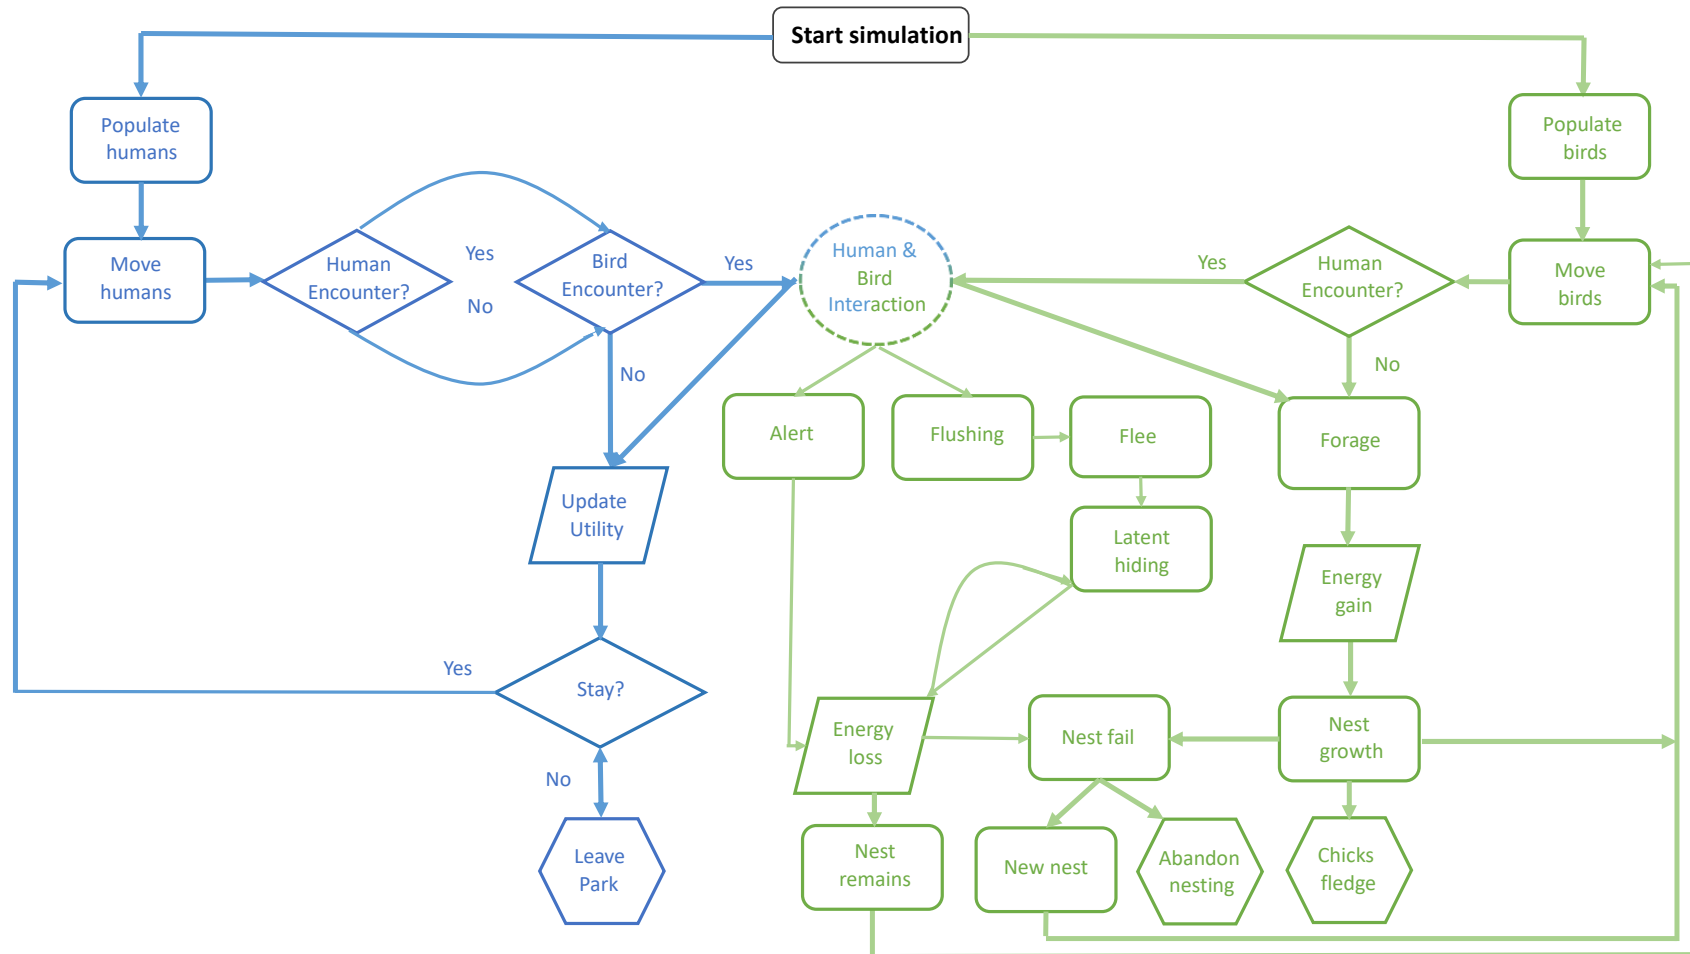 Start simulation
Populate
humans
Populate
birds
Move
humans
Human
Encounter?
Yes
No
Bird
Encounter?
Yes
No
Human &
Bird
Interaction
Yes
Human
Encounter?
No
Move
birds
Alert
Flushing
Flee
Forage
Update
Utility
Latent
hiding
Energy
gain
Yes
Stay?
No
Energy
loss
Nest fail
Nest
growth
Leave
Park
Nest
remains
New nest
Abandon
nesting
Chicks
fledge